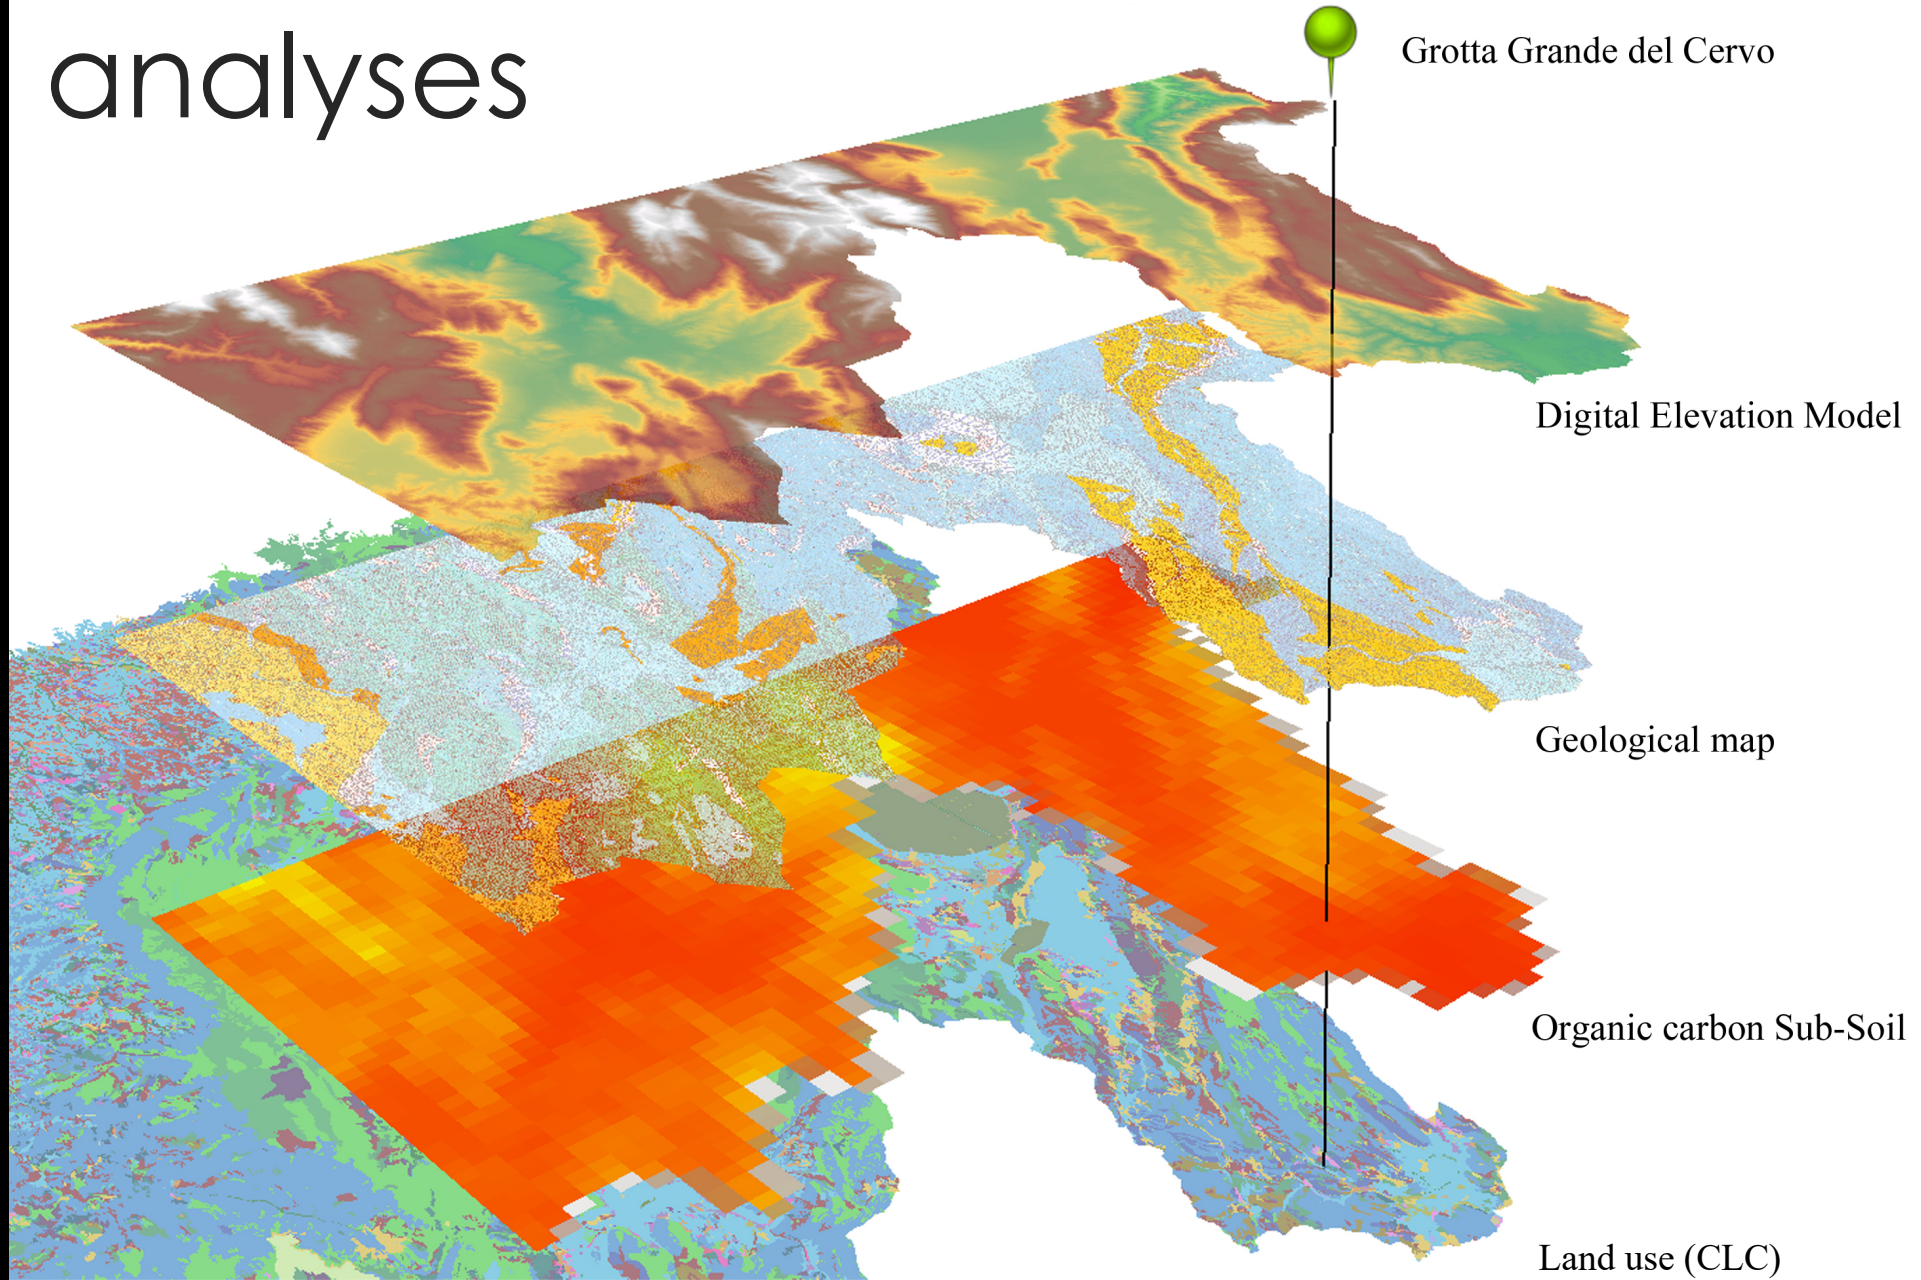 analyses
Grotta Grande del Cervo
Digital Elevation Model
Geological map
Organic carbon Sub-Soil
Land use (CLC)